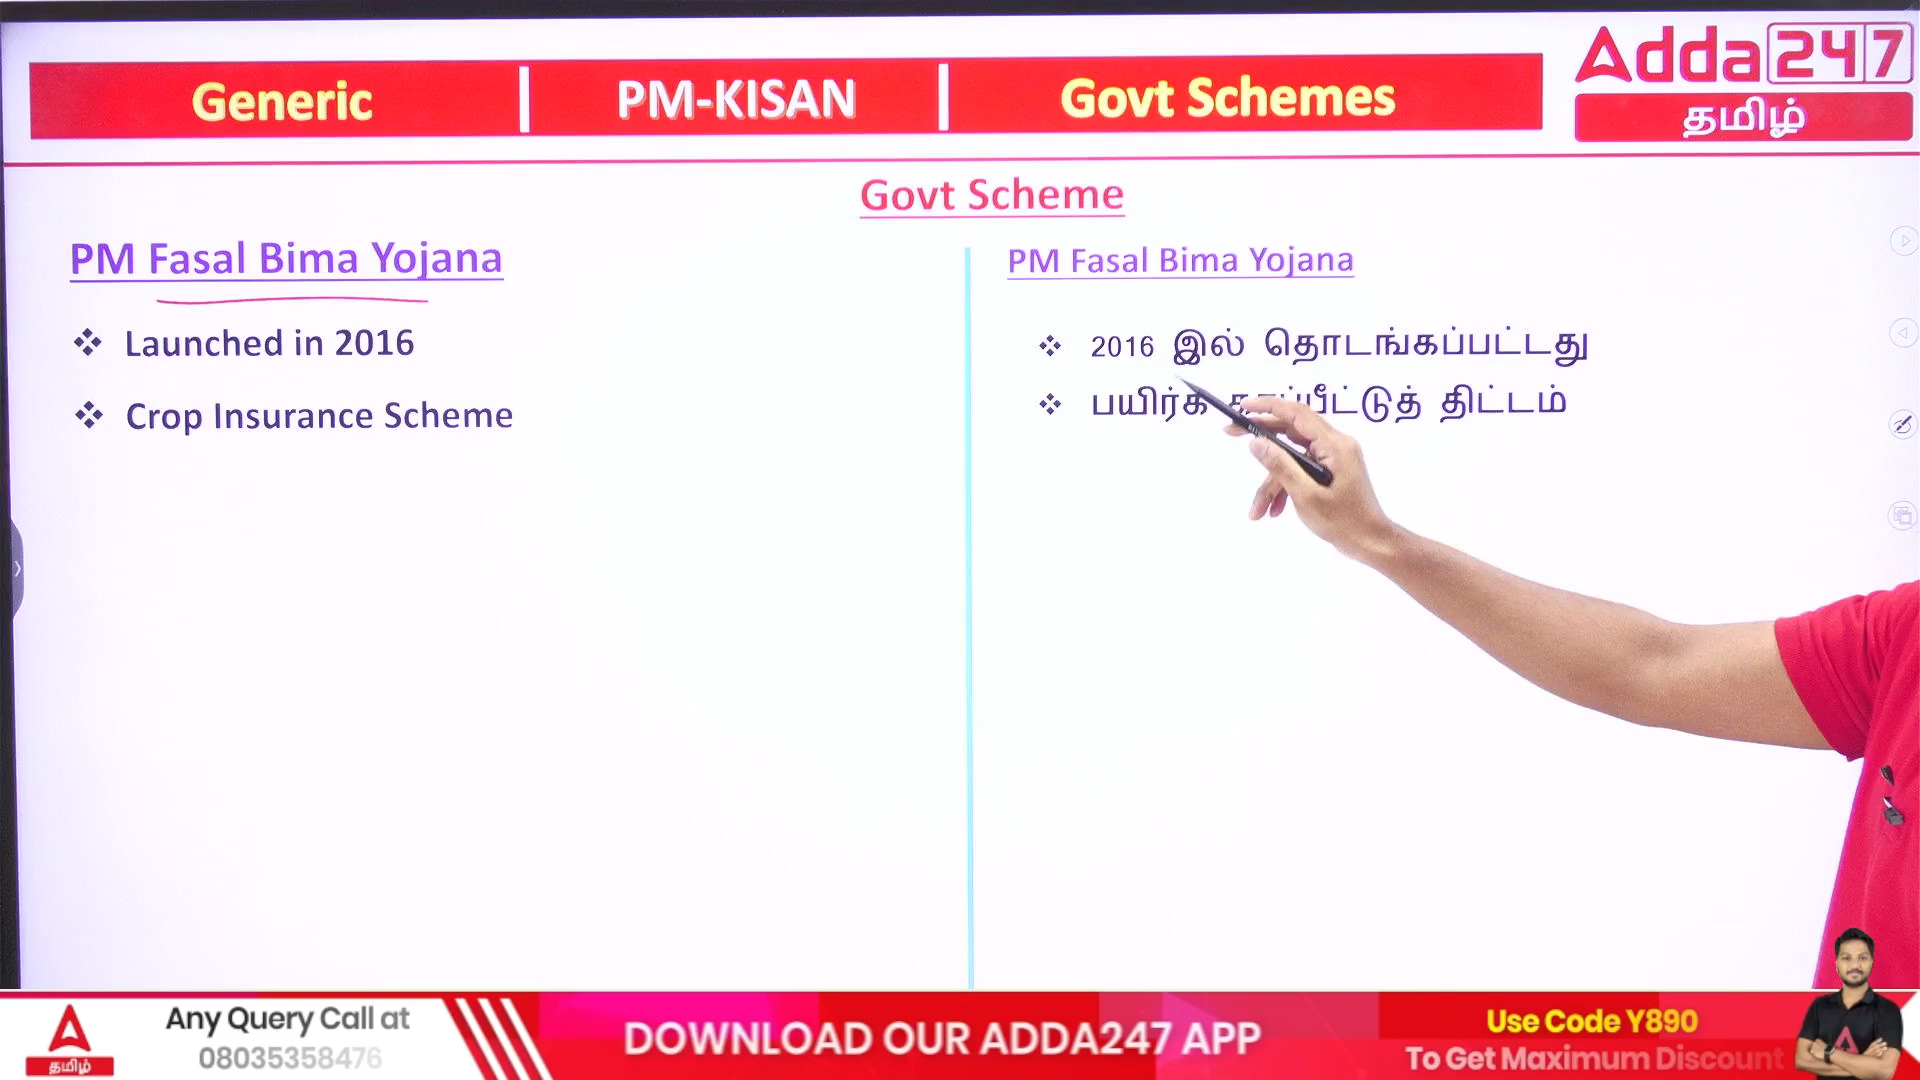 Generic
PM-KISAN
Govt Schemes
Adda247
தமிழ்
Govt Scheme
PM Fasal Bima Yojana
❖ Launched in 2016
❖ Crop Insurance Scheme
PM Fasal Bima Yojana
❖ 2016 இல் தொடங்கப்பட்டது
❖ பயிர்க் காப்பீட்டுத் திட்டம்
தமிழ்
Any Query Call at
08035358476
DOWNLOAD OUR ADDA247 APP
Use Code Y890
To Get Maximum Discount